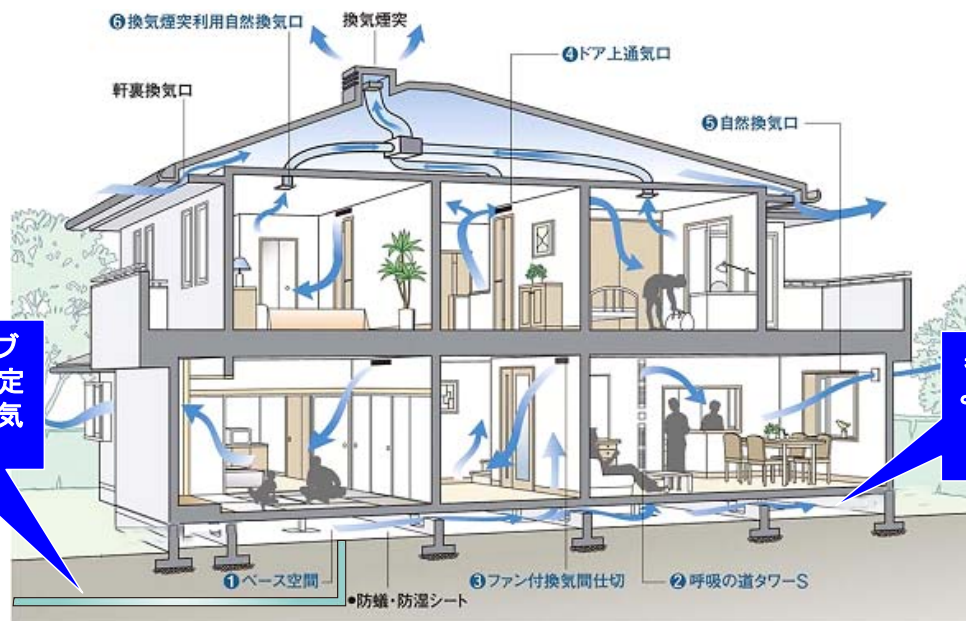 ❻換気煙突利用自然換気口
換気煙突
❹ドア上通気口
軒裏換気口
❺自然換気口
ブ
定
気
❶ベース空間
❸ファン付換気間仕切
❷呼吸の道タワーS
●防蟻・防湿シート